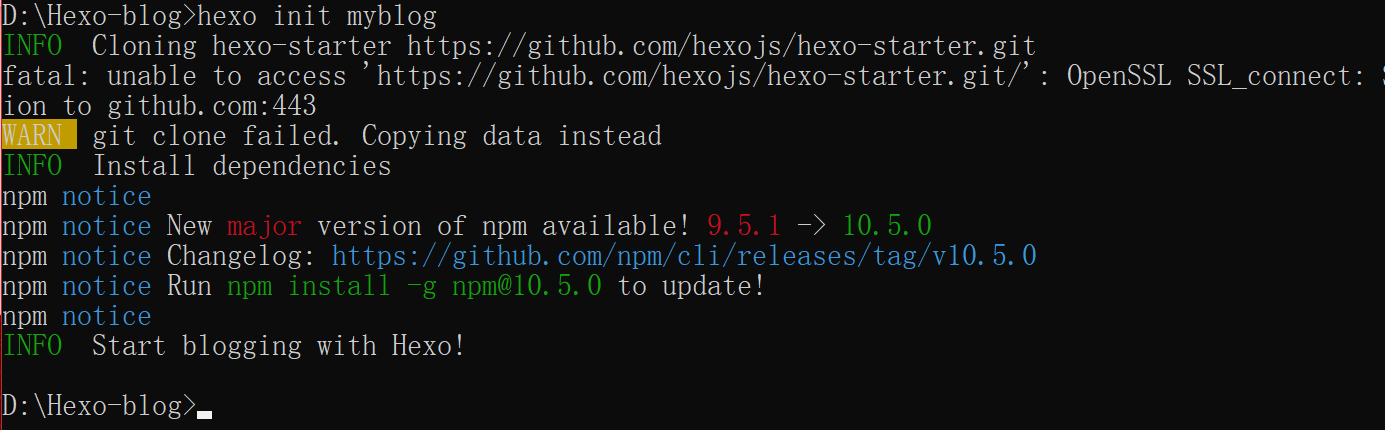 D:\Hexo-blog>hexo init myblog
INFO  Cloning hexo-starter https://github.com/hexojs/hexo-starter.git
fatal: unable to access 'https://github.com/hexojs/hexo-starter.git/': OpenSSL SSL_connect:
ion to github.com:443
WARN  git clone failed. Copying data instead
INFO  Install dependencies
npm notice
npm notice New major version of npm available! 9.5.1 -> 10.5.0
npm notice Changelog: https://github.com/npm/cli/releases/tag/v10.5.0
npm notice Run npm install -g npm@10.5.0 to update!
npm notice
INFO  Start blogging with Hexo!
D:\Hexo-blog>